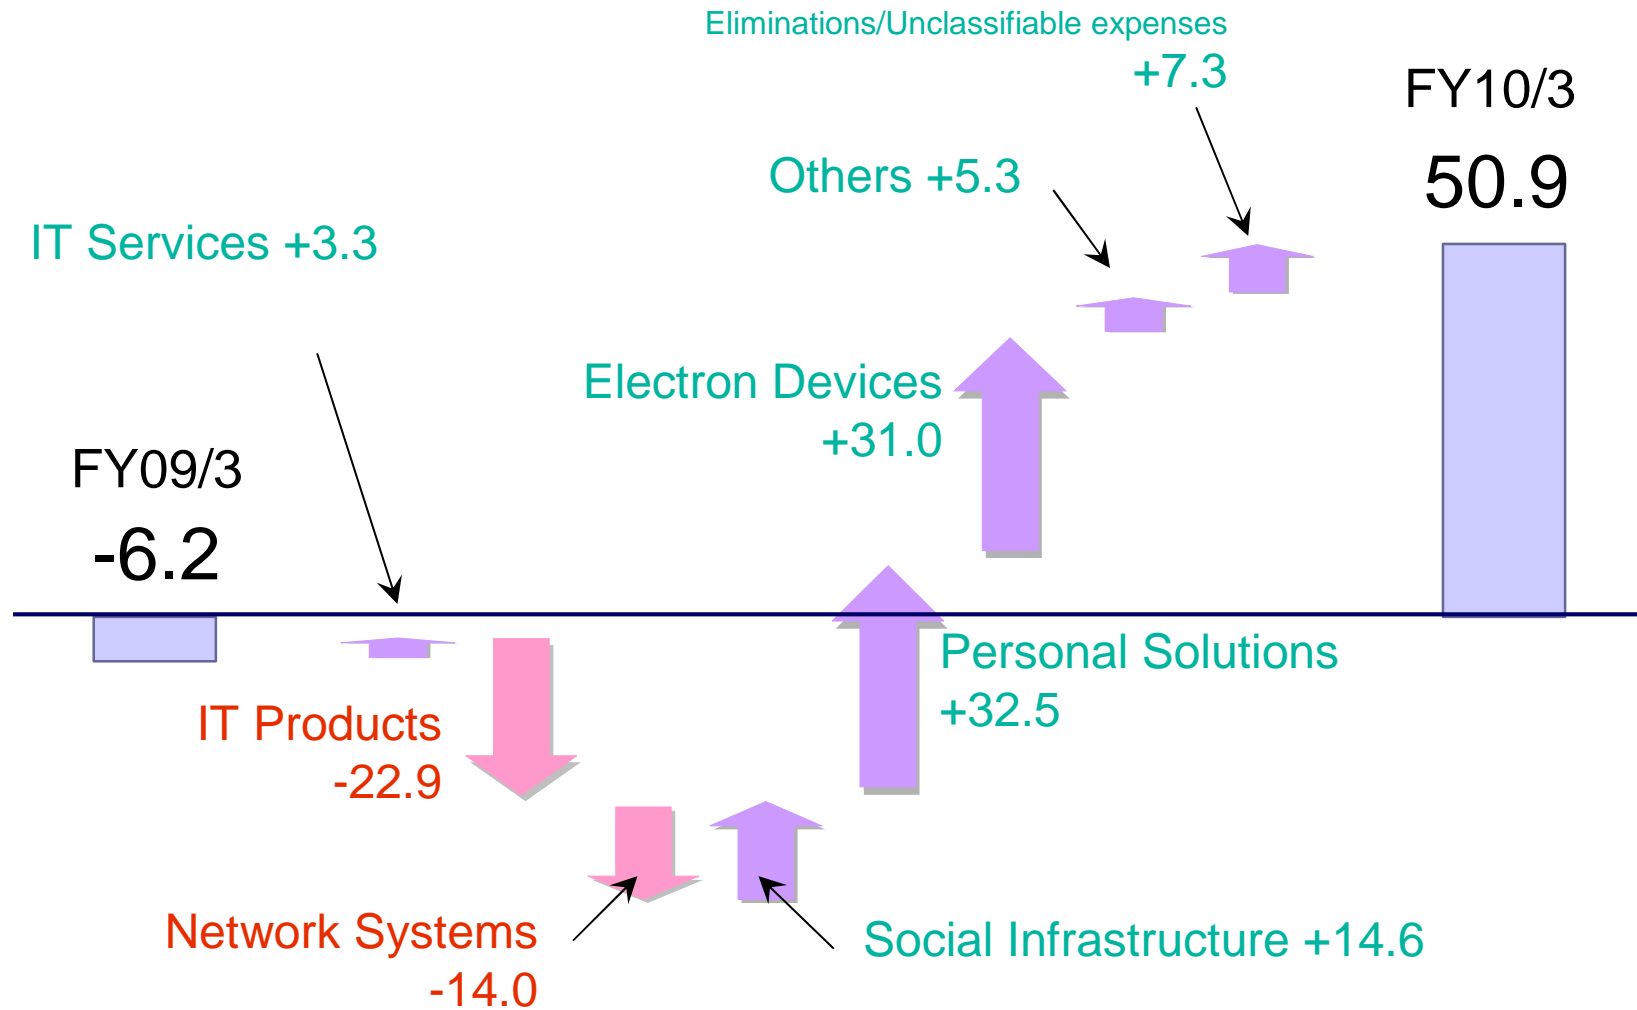 Eliminations/Unclassifiable expenses
+7.3
FY10/3
50.9
Others +5.3
IT Services +3.3
Electron Devices
+31.0
FY09/3
-6.2
Personal Solutions
+32.5
IT Products
-22.9
Network Systems
-14.0
Social Infrastructure +14.6